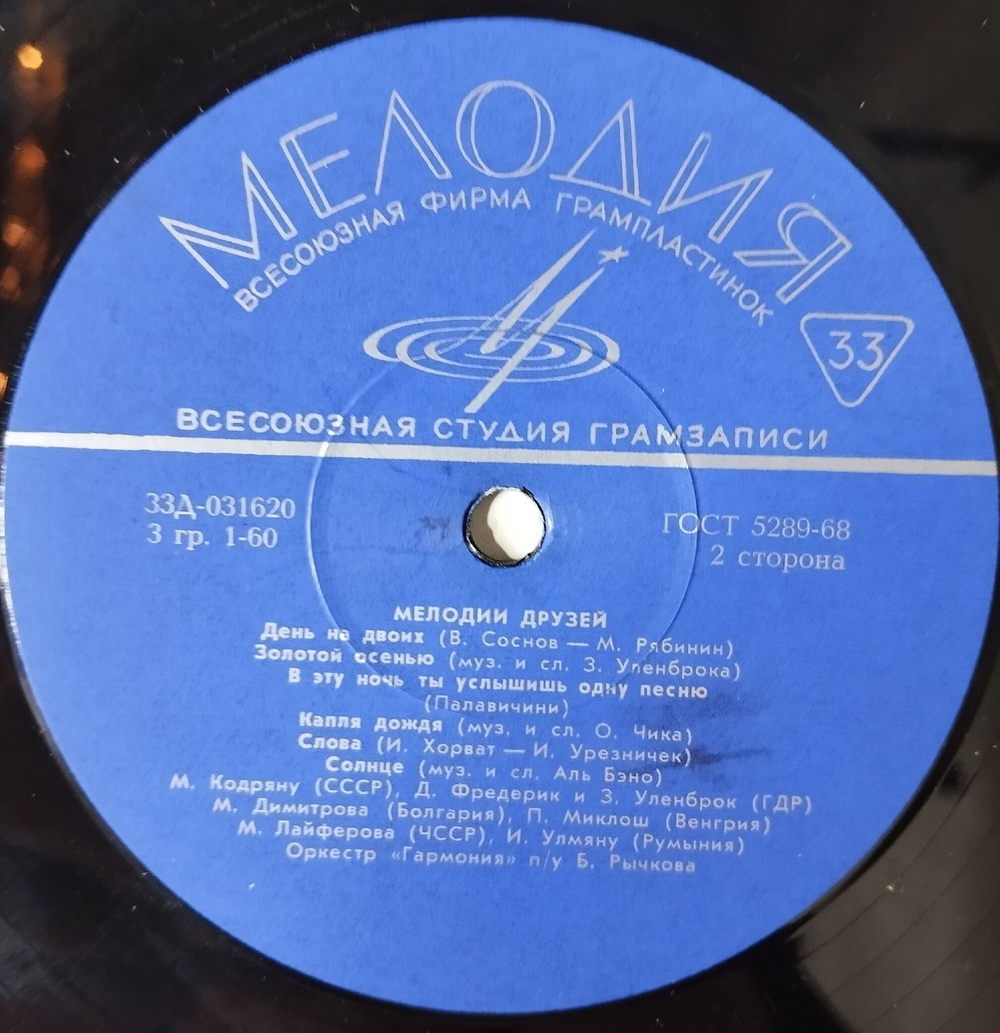 МЕЛОДИЯ
ВСЕСОЮЗНАЯ ФИРМА ГРАМПЛАСТИНОК
33
ВСЕСОЮЗНАЯ СТУДИЯ ГРАМЗАПИСИ
33Д-031620
3 гр. 1-60
ГОСТ 5289-68
2 сторона
МЕЛОДИИ ДРУЗЕЙ
День на двоих (В. Соснов — М. Рябинин)
Золотой осенью (муз. и сл. З. Уленброка)
В эту ночь ты услышишь одну песню
(Палавичини)
Капля дождя (муз. и сл. О. Чика)
Слова (И. Хорват — И. Урезничек)
Солнце (муз. и сл. Аль Бэно)
М. Кодряну (СССР), Д. Фредерик и З. Уленброк (ГДР)
М. Димитрова (Болгария), П. Миклош (Венгрия)
М. Лайферова (ЧССР), И. Улмяну (Румыния)
Оркестр «Гармония» п/у Б. Рычкова